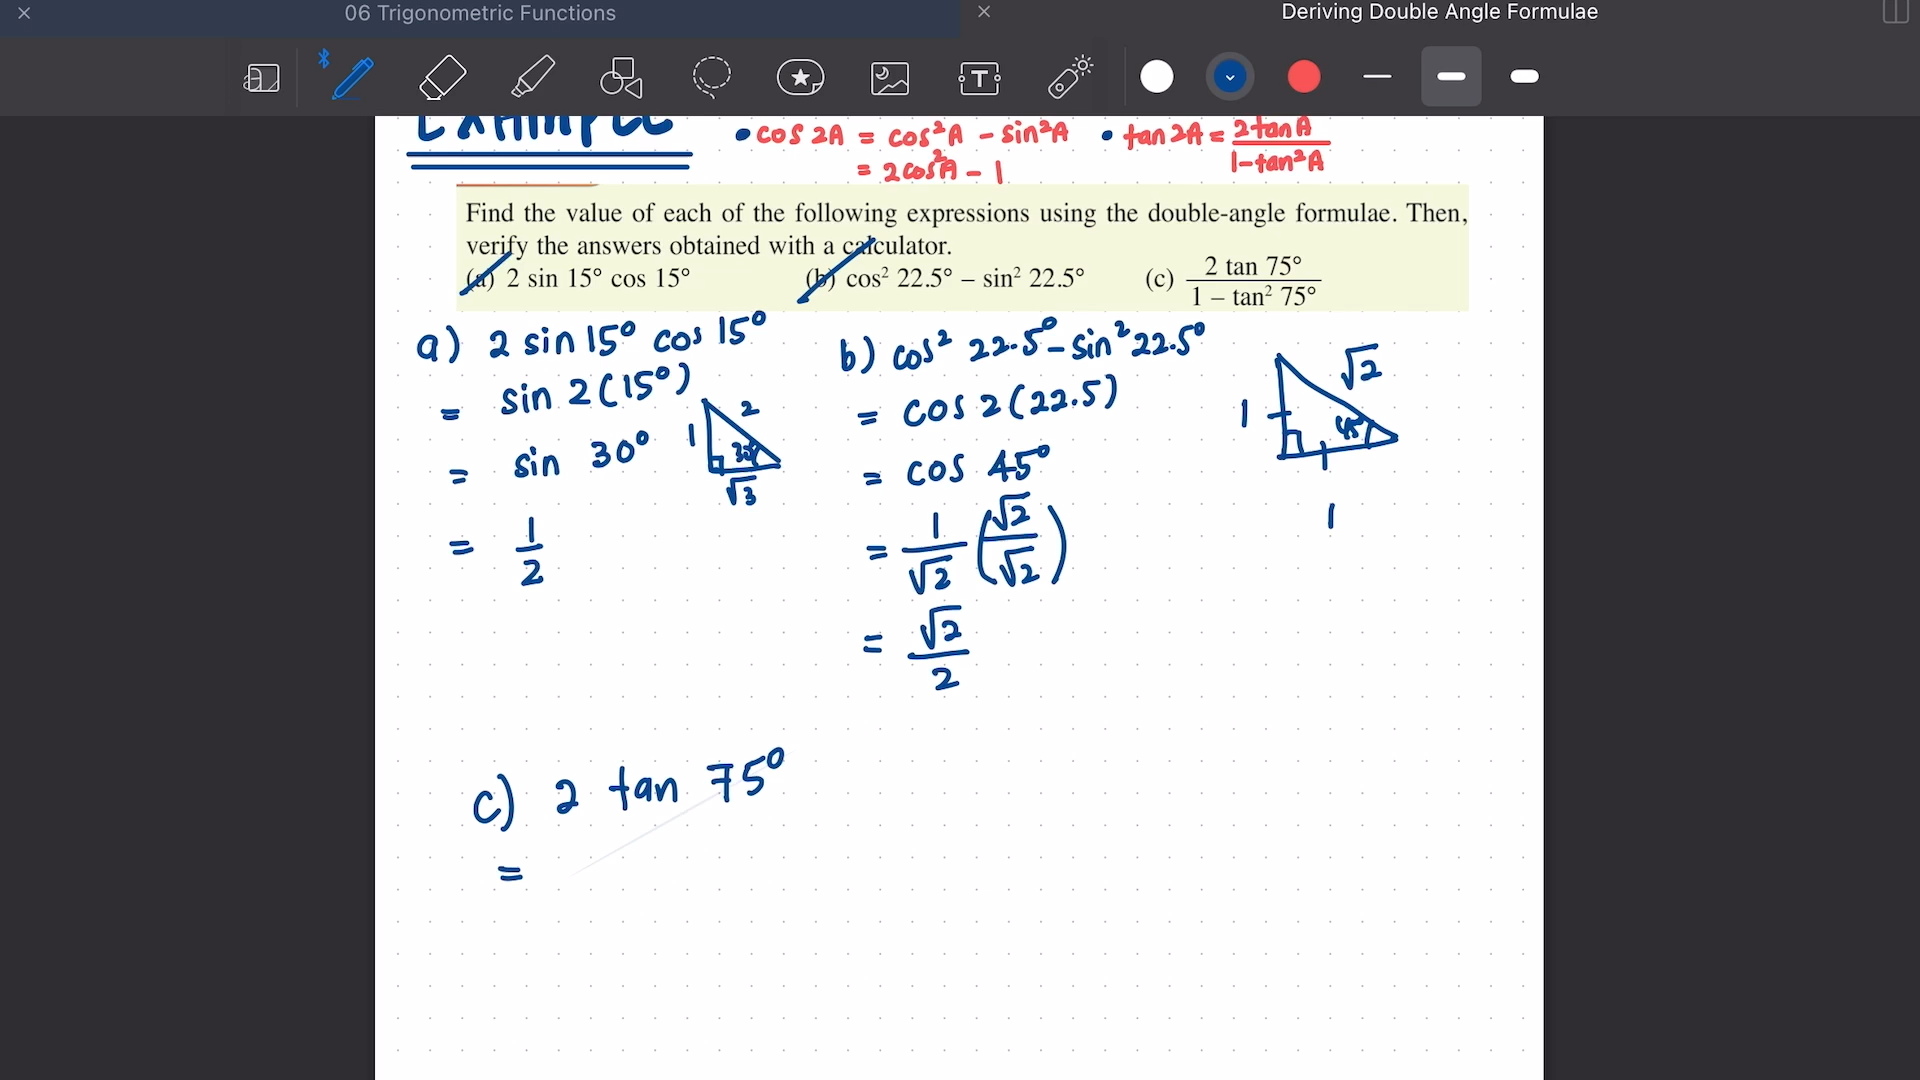 06 Trigonometric Functions
Deriving Double Angle Formulae
EXAMPLE
• cos 2A = cos²A - sin²A
= 2cos²A - 1
• tan 2A = 2tanA
1-tan²A
Find the value of each of the following expressions using the double-angle formulae. Then,
verify the answers obtained with a calculator.
(a) 2 sin 15° cos 15°
(b) cos² 22.5° – sin² 22.5°
(c) 2 tan 75°
1 – tan² 75°
a) 2 sin 15° cos 15°
= sin 2(15°)
= sin 30°
= 1
2
2
1
30°
√3
b) cos² 22.5° - sin² 22.5°
= cos 2(22.5)
= cos 45°
= 1 (√2
√2 √2)
= √2
2
√2
1
45°
1
c) 2 tan 75°
=